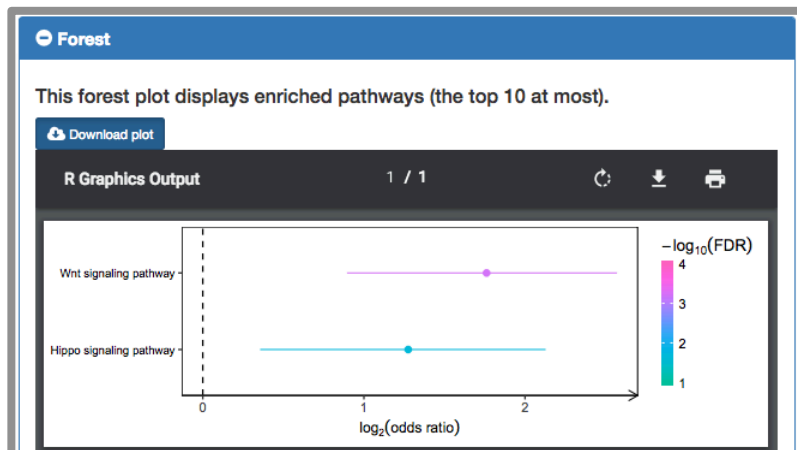 Forest
This forest plot displays enriched pathways (the top 10 at most).
Download plot
R Graphics Output
1 / 1
−log₁₀(FDR)
4
Wnt signaling pathway
3
2
Hippo signaling pathway
1
0
1
2
log₂(odds ratio)